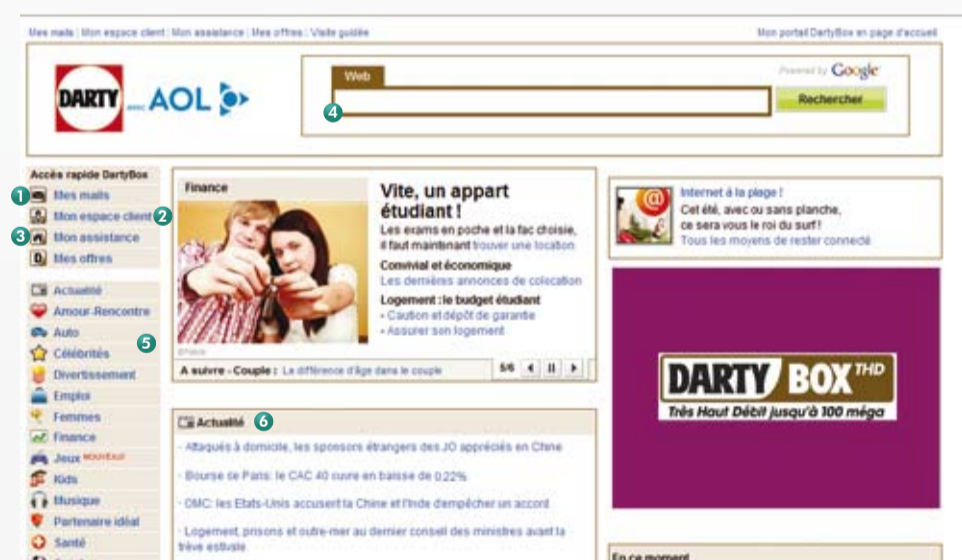 Mes mails | Mon espace client | Mon assistance | Mes offres | Visite guidée
Mon portail DartyBox en page d'accueil
DARTY avec AOL
Web
Powered by Google
4
Rechercher
Accès rapide DartyBox
1 Mes mails
Mon espace client 2
3 Mon assistance
Mes offres
Actualité
Amour-Rencontre
Auto
5
Célébrités
Divertissement
Emploi
Femmes
Finance
Jeux NOUVEAU!
Kids
Musique
Partenaire idéal
Santé
Finance
Vite, un appart
étudiant !
Les exams en poche et la fac choisie,
il faut maintenant trouver une location
Convivial et économique
Les dernières annonces de colocation
Logement : le budget étudiant
• Caution et dépôt de garantie
• Assurer son logement
A suivre - Couple : La différence d'âge dans le couple
5/6
Actualité 6
· Attaqués à domicile, les sponsors étrangers des JO appréciés en Chine
· Bourse de Paris: le CAC 40 ouvre en baisse de 0,22%
· OMC: les Etats-Unis accusent la Chine et l'Inde d'empêcher un accord
· Logement, prisons et outre-mer au dernier conseil des ministres avant la
trêve estivale
Internet à la plage !
Cet été, avec ou sans planche,
ce sera vous le roi du surf !
Tous les moyens de rester connecté
DARTY BOX THD
Très Haut Débit jusqu'à 100 méga
En ce moment